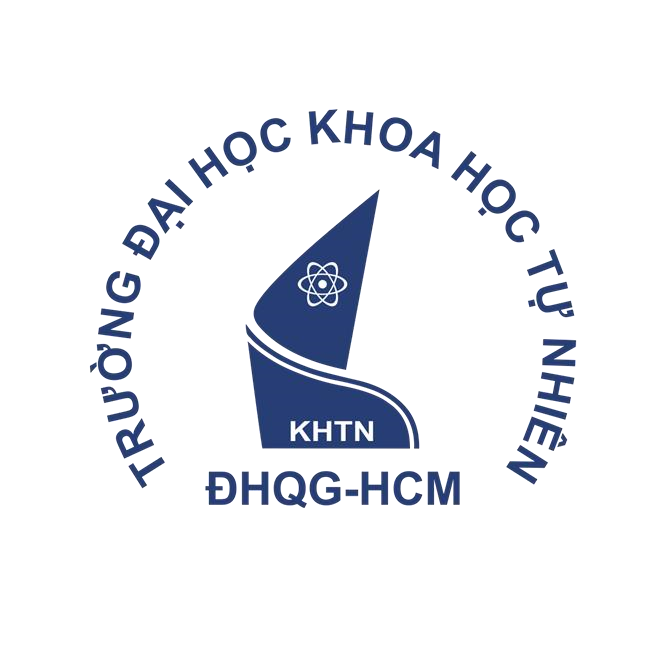 TRƯỜNG ĐẠI HỌC KHOA HỌC TỰ NHIÊN
KHTN
ĐHQG-HCM